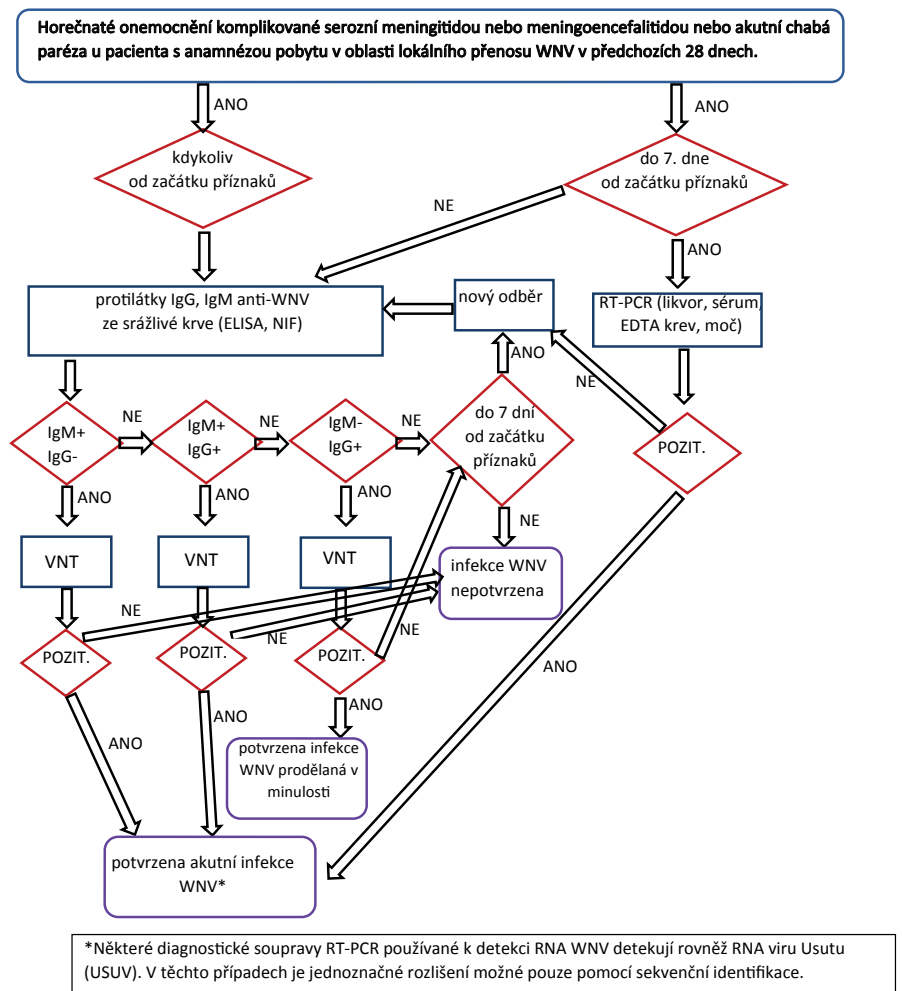 Horečnaté onemocnění komplikované serozní meningitidou nebo meningoencefalitidou nebo akutní chabá
paréza u pacienta s anamnézou pobytu v oblasti lokálního přenosu WNV v předchozích 28 dnech.
ANO
ANO
kdykoliv
od začátku příznaků
do 7. dne
od začátku příznaků
NE
ANO
protilátky IgG, IgM anti-WNV
ze srážlivé krve (ELISA, NIF)
nový odběr
RT-PCR (likvor, sérum,
EDTA krev, moč)
ANO
NE
IgM+
IgG-
NE
IgM+
IgG+
NE
IgM-
IgG+
NE
do 7 dní
od začátku
příznaků
POZIT.
ANO
ANO
ANO
NE
VNT
VNT
VNT
infekce WNV
nepotvrzena
NE
NE
NE
POZIT.
POZIT.
POZIT.
ANO
ANO
ANO
ANO
potvrzena infekce
WNV prodělaná v
minulosti
potvrzena akutní infekce
WNV*
*Některé diagnostické soupravy RT-PCR používané k detekci RNA WNV detekují rovněž RNA viru Usutu
(USUV). V těchto případech je jednoznačné rozlišení možné pouze pomocí sekvenční identifikace.